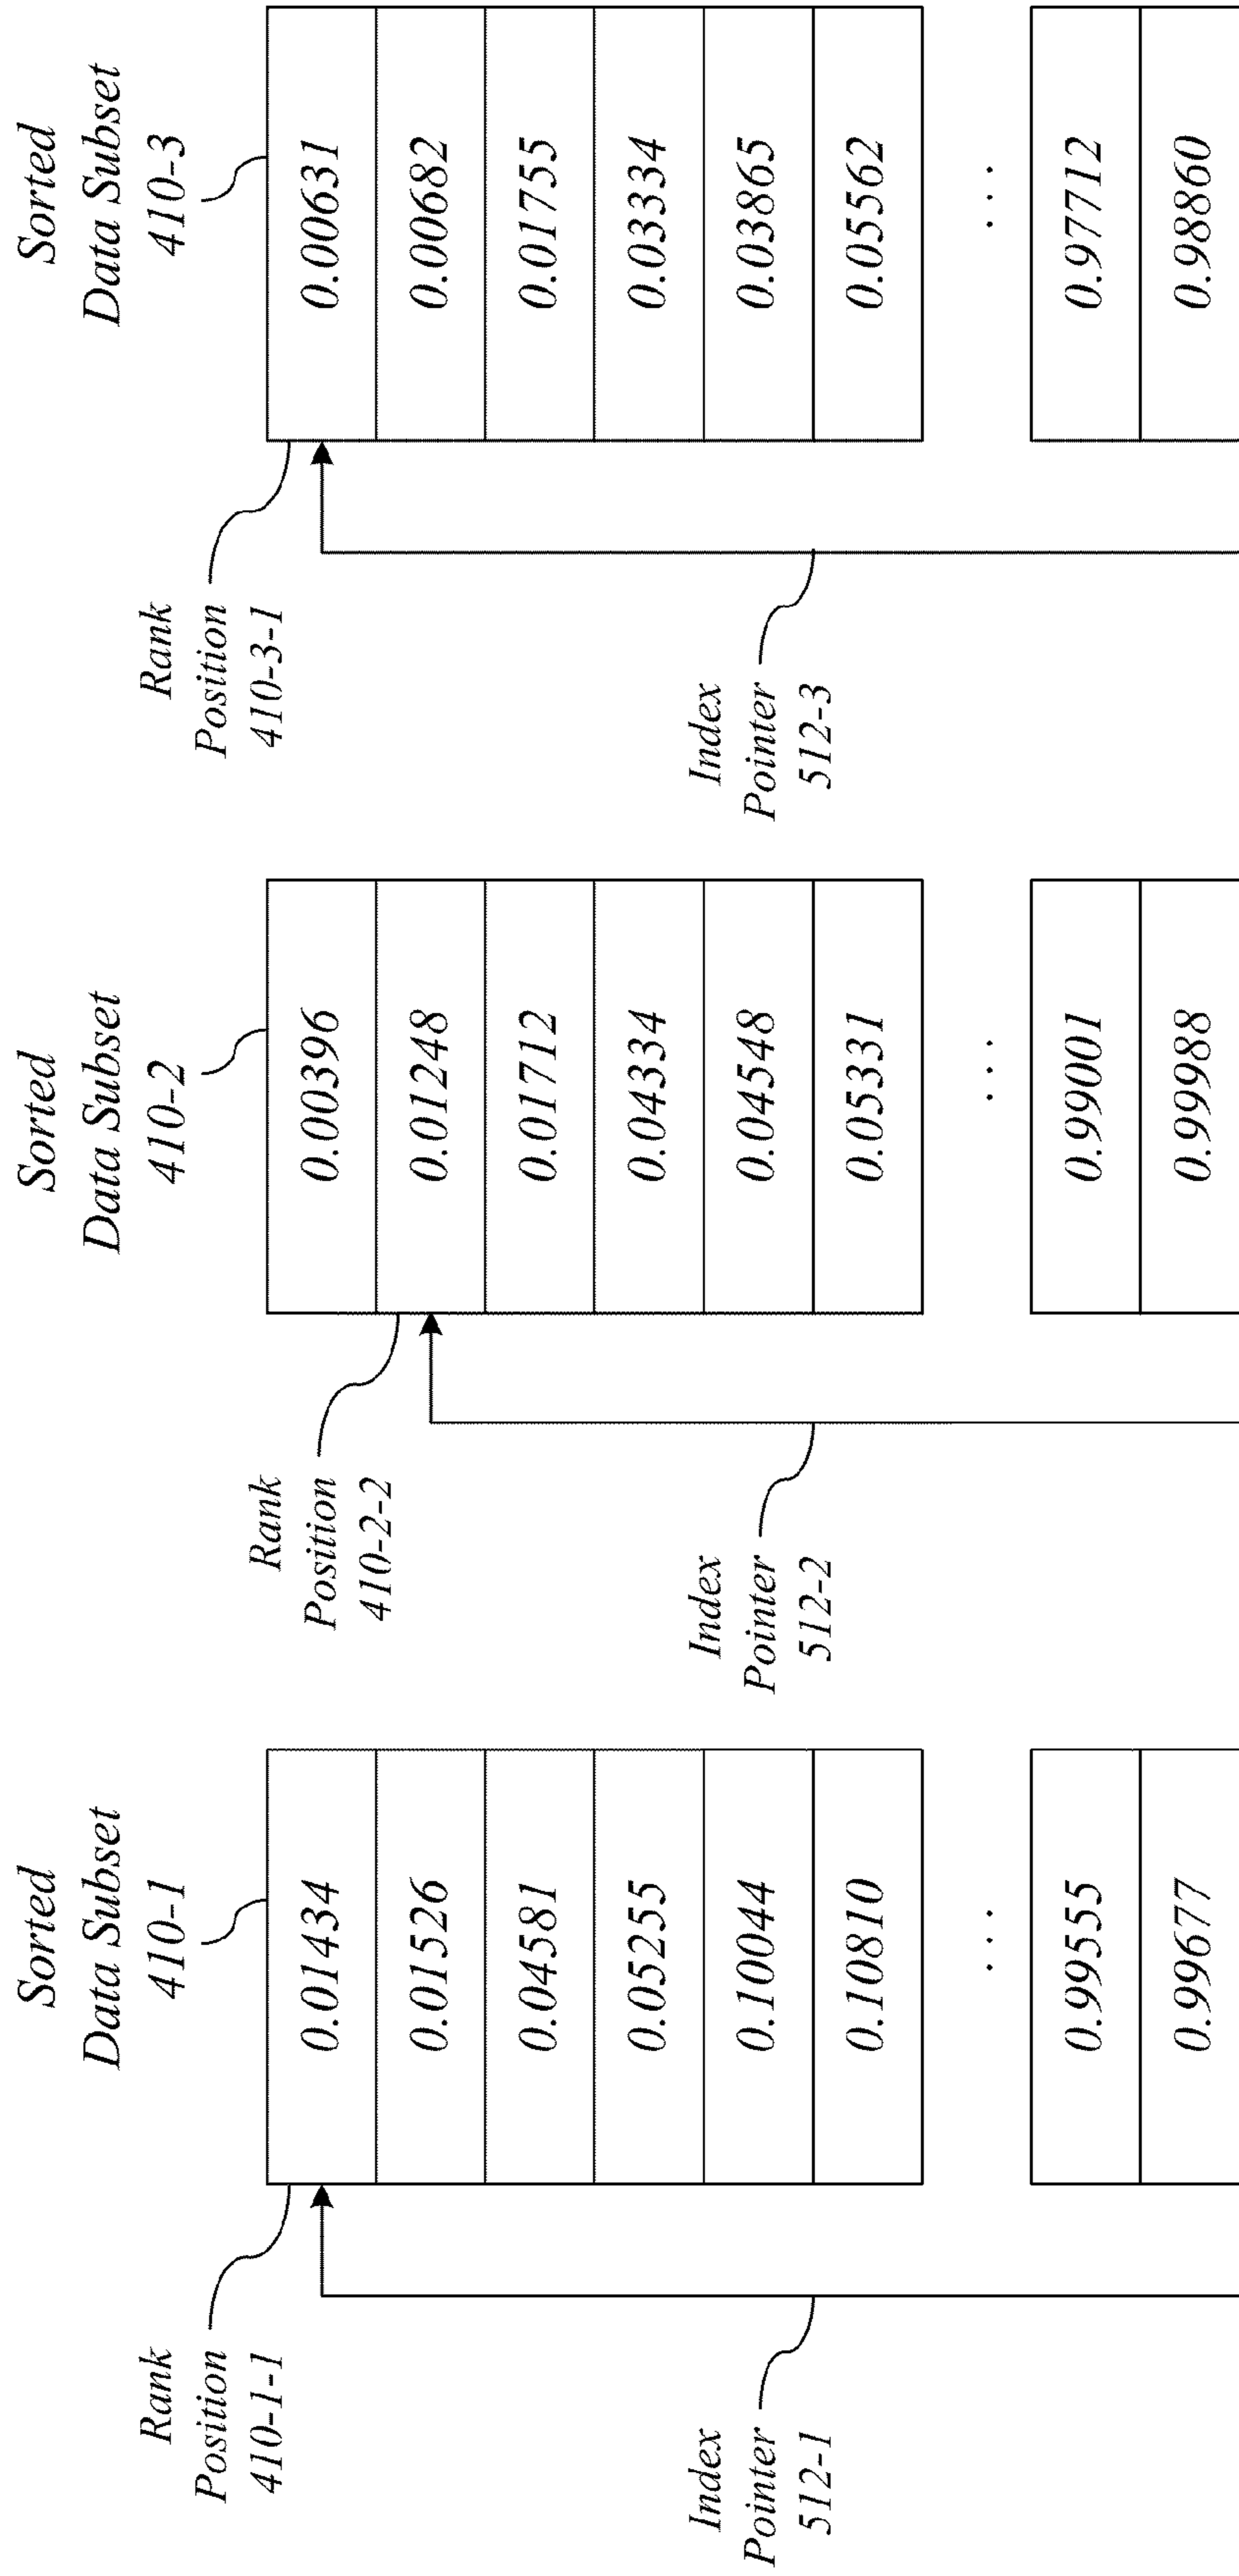 Sorted
Data Subset
410-1
Rank
Position
410-1-1
0.01434
0.01526
0.04581
0.05255
0.10044
0.10810
...
0.99555
0.99677
Index
Pointer
512-1
Sorted
Data Subset
410-2
Rank
Position
410-2-2
0.00396
0.01248
0.01712
0.04334
0.04548
0.05331
...
0.99001
0.99988
Index
Pointer
512-2
Sorted
Data Subset
410-3
Rank
Position
410-3-1
0.00631
0.00682
0.01755
0.03334
0.03865
0.05562
...
0.97712
0.98860
Index
Pointer
512-3